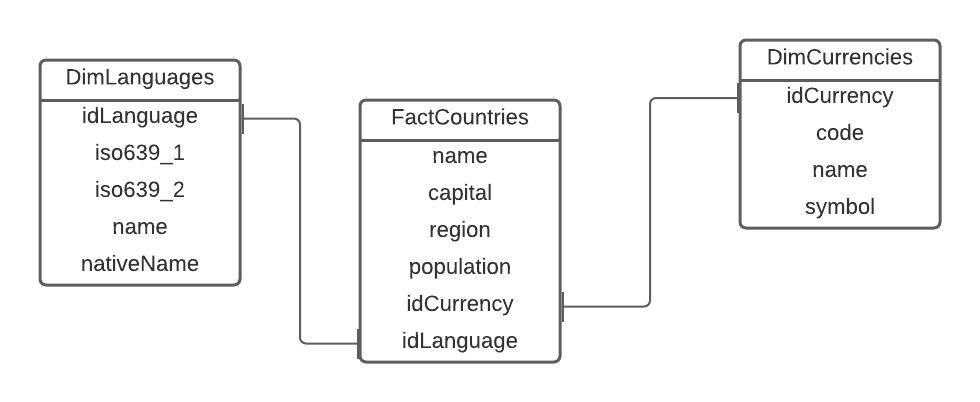 DimLanguages
idLanguage
iso639_1
iso639_2
name
nativeName
FactCountries
name
capital
region
population
idCurrency
idLanguage
DimCurrencies
idCurrency
code
name
symbol